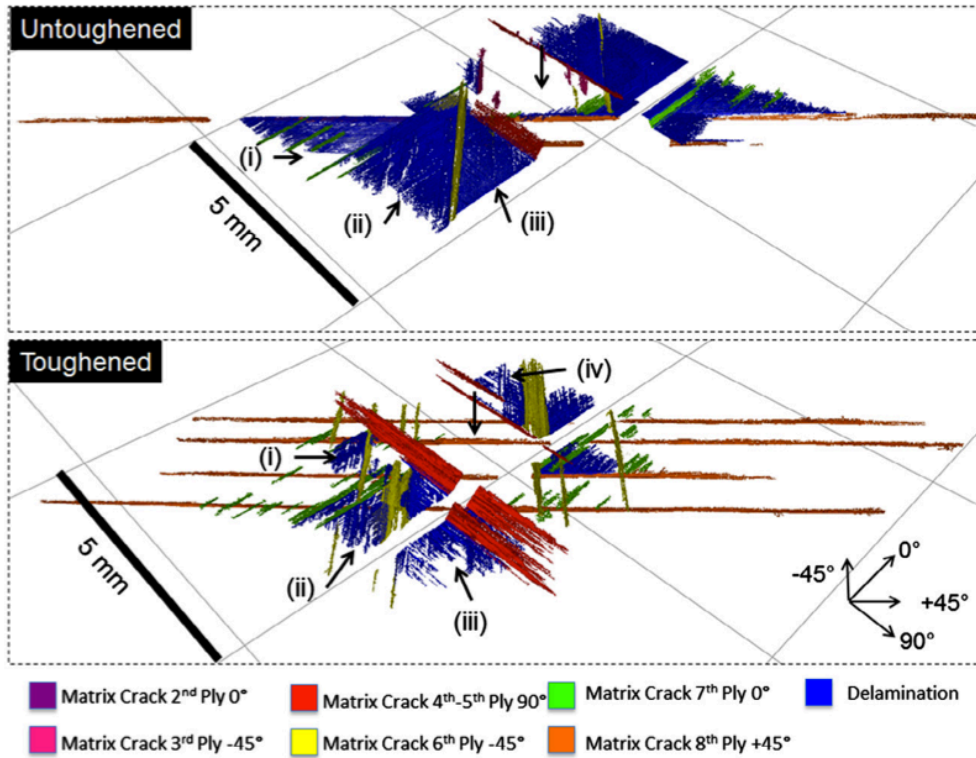 Untoughened
(i)
(ii)
(iii)
5 mm
Toughened
(iv)
(i)
(ii)
(iii)
5 mm
-45°
0°
+45°
90°
Matrix Crack 2nd Ply 0°
Matrix Crack 4th-5th Ply 90°
Matrix Crack 7th Ply 0°
Delamination
Matrix Crack 3rd Ply -45°
Matrix Crack 6th Ply -45°
Matrix Crack 8th Ply +45°